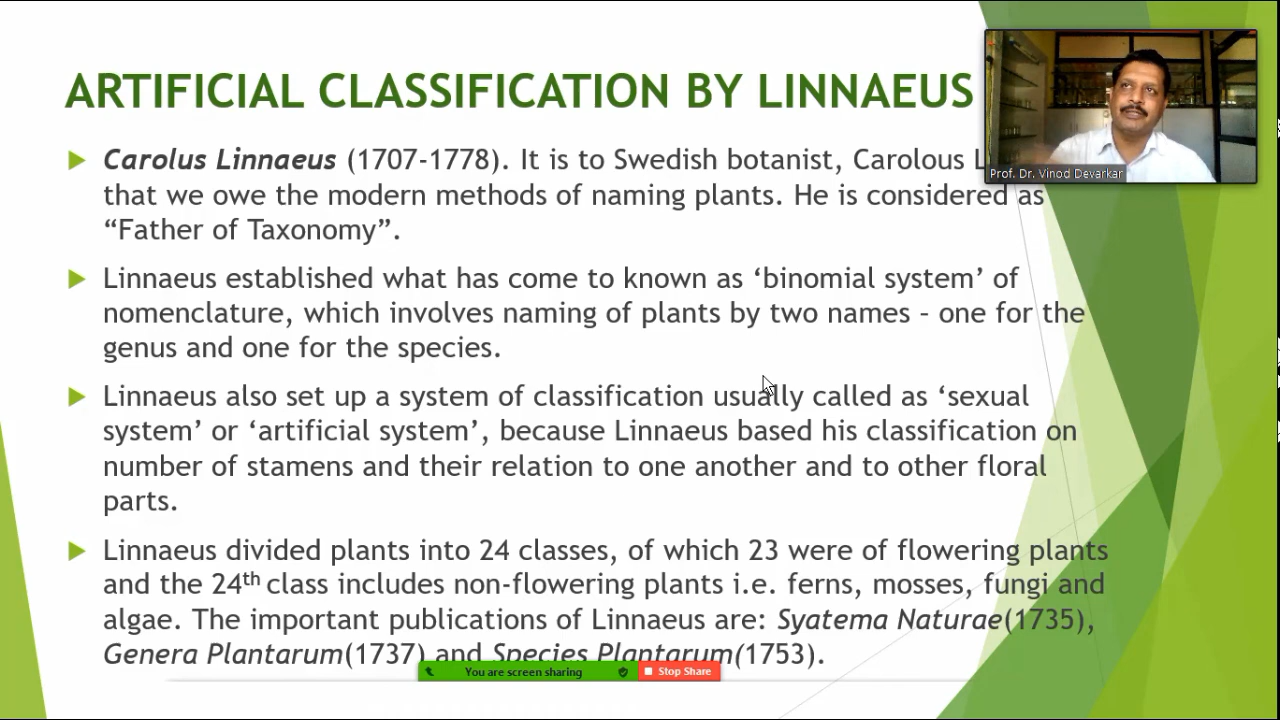 ARTIFICIAL CLASSIFICATION BY LINNAEUS
Prof. Dr. Vinod Devarkar
Carolus Linnaeus (1707-1778). It is to Swedish botanist, Carolous
that we owe the modern methods of naming plants. He is considered as
“Father of Taxonomy”.
Linnaeus established what has come to known as ‘binomial system’ of
nomenclature, which involves naming of plants by two names – one for the
genus and one for the species.
Linnaeus also set up a system of classification usually called as ‘sexual
system’ or ‘artificial system’, because Linnaeus based his classification on
number of stamens and their relation to one another and to other floral
parts.
Linnaeus divided plants into 24 classes, of which 23 were of flowering plants
and the 24th class includes non-flowering plants i.e. ferns, mosses, fungi and
algae. The important publications of Linnaeus are: Syatema Naturae(1735),
Genera Plantarum(1737) and Species Plantarum(1753).
You are screen sharing
Stop Share